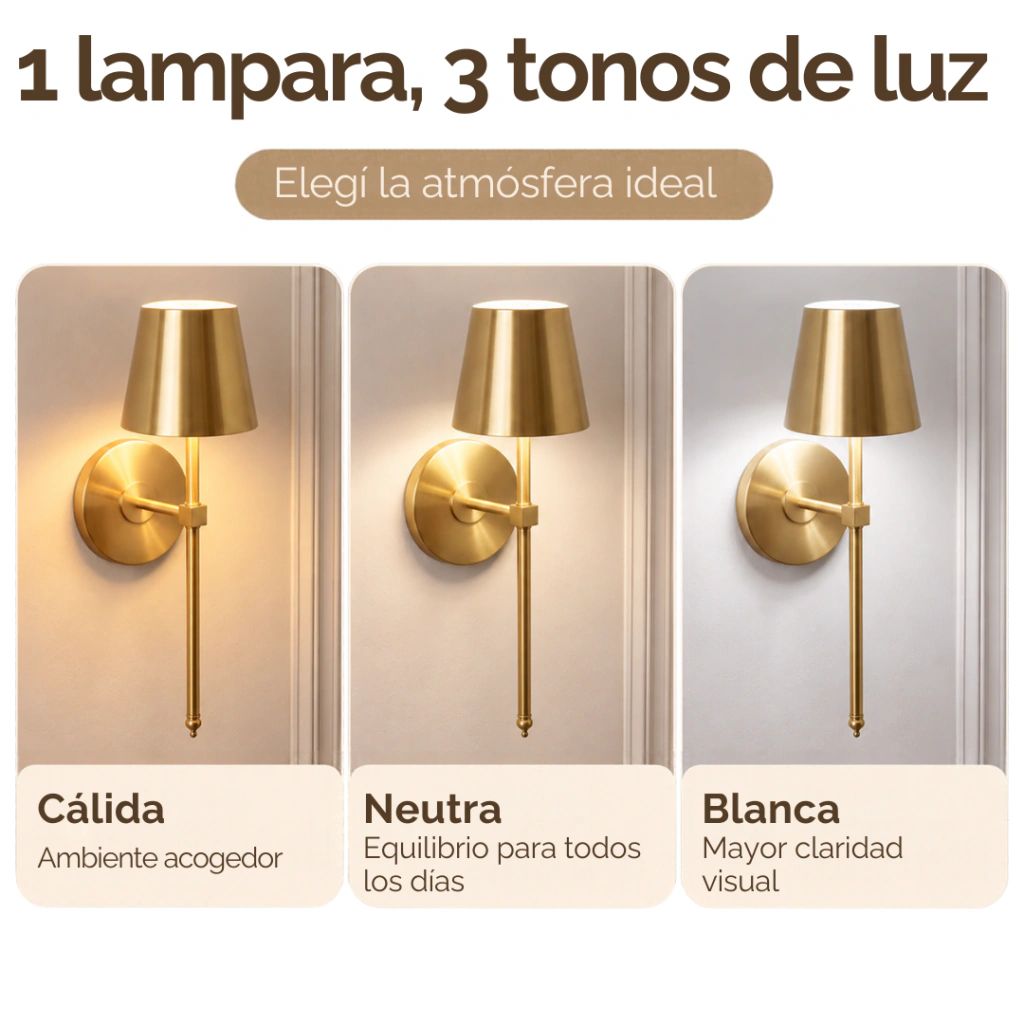 1 lampara, 3 tonos de luz
Elegí la atmósfera ideal
Cálida
Ambiente acogedor
Neutra
Equilibrio para todos
los días
Blanca
Mayor claridad
visual